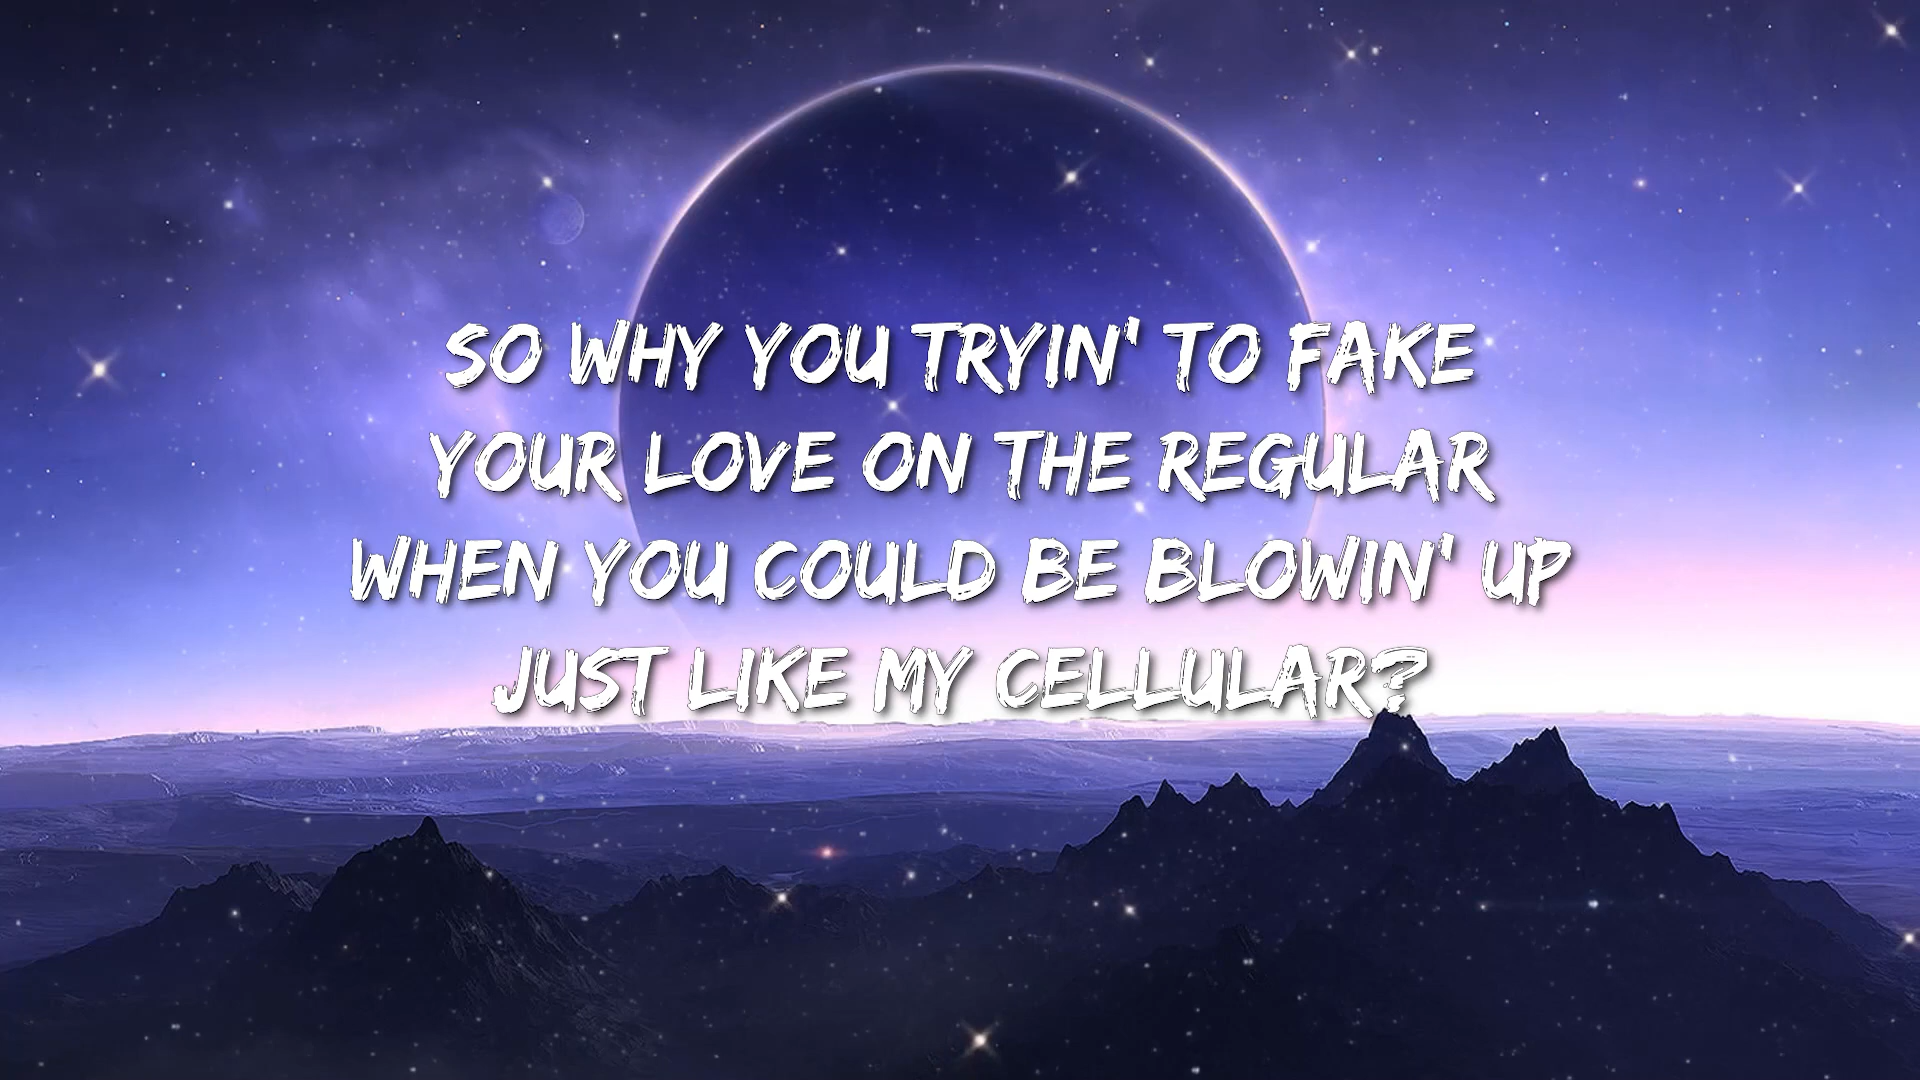 SO WHY YOU TRYIN' TO FAKE
YOUR LOVE ON THE REGULAR
WHEN YOU COULD BE BLOWIN' UP
JUST LIKE MY CELLULAR?